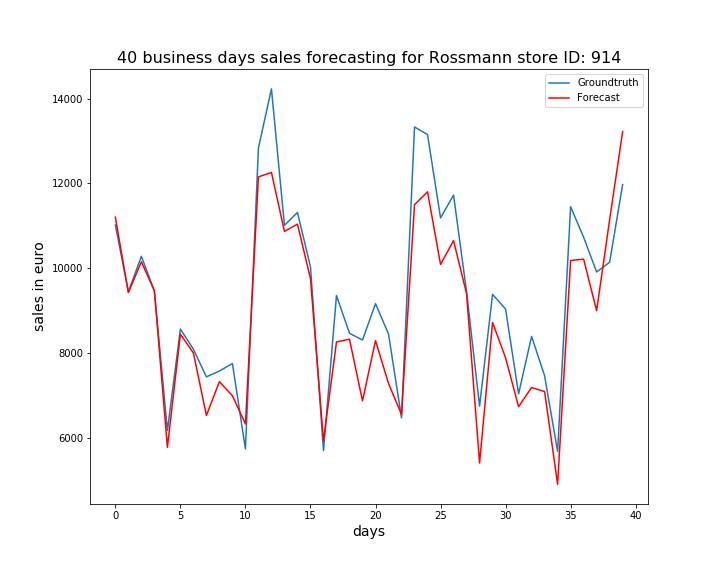 40 business days sales forecasting for Rossmann store ID: 914
Groundtruth
Forecast
sales in euro
14000
12000
10000
8000
6000
0 5 10 15 20 25 30 35 40
days